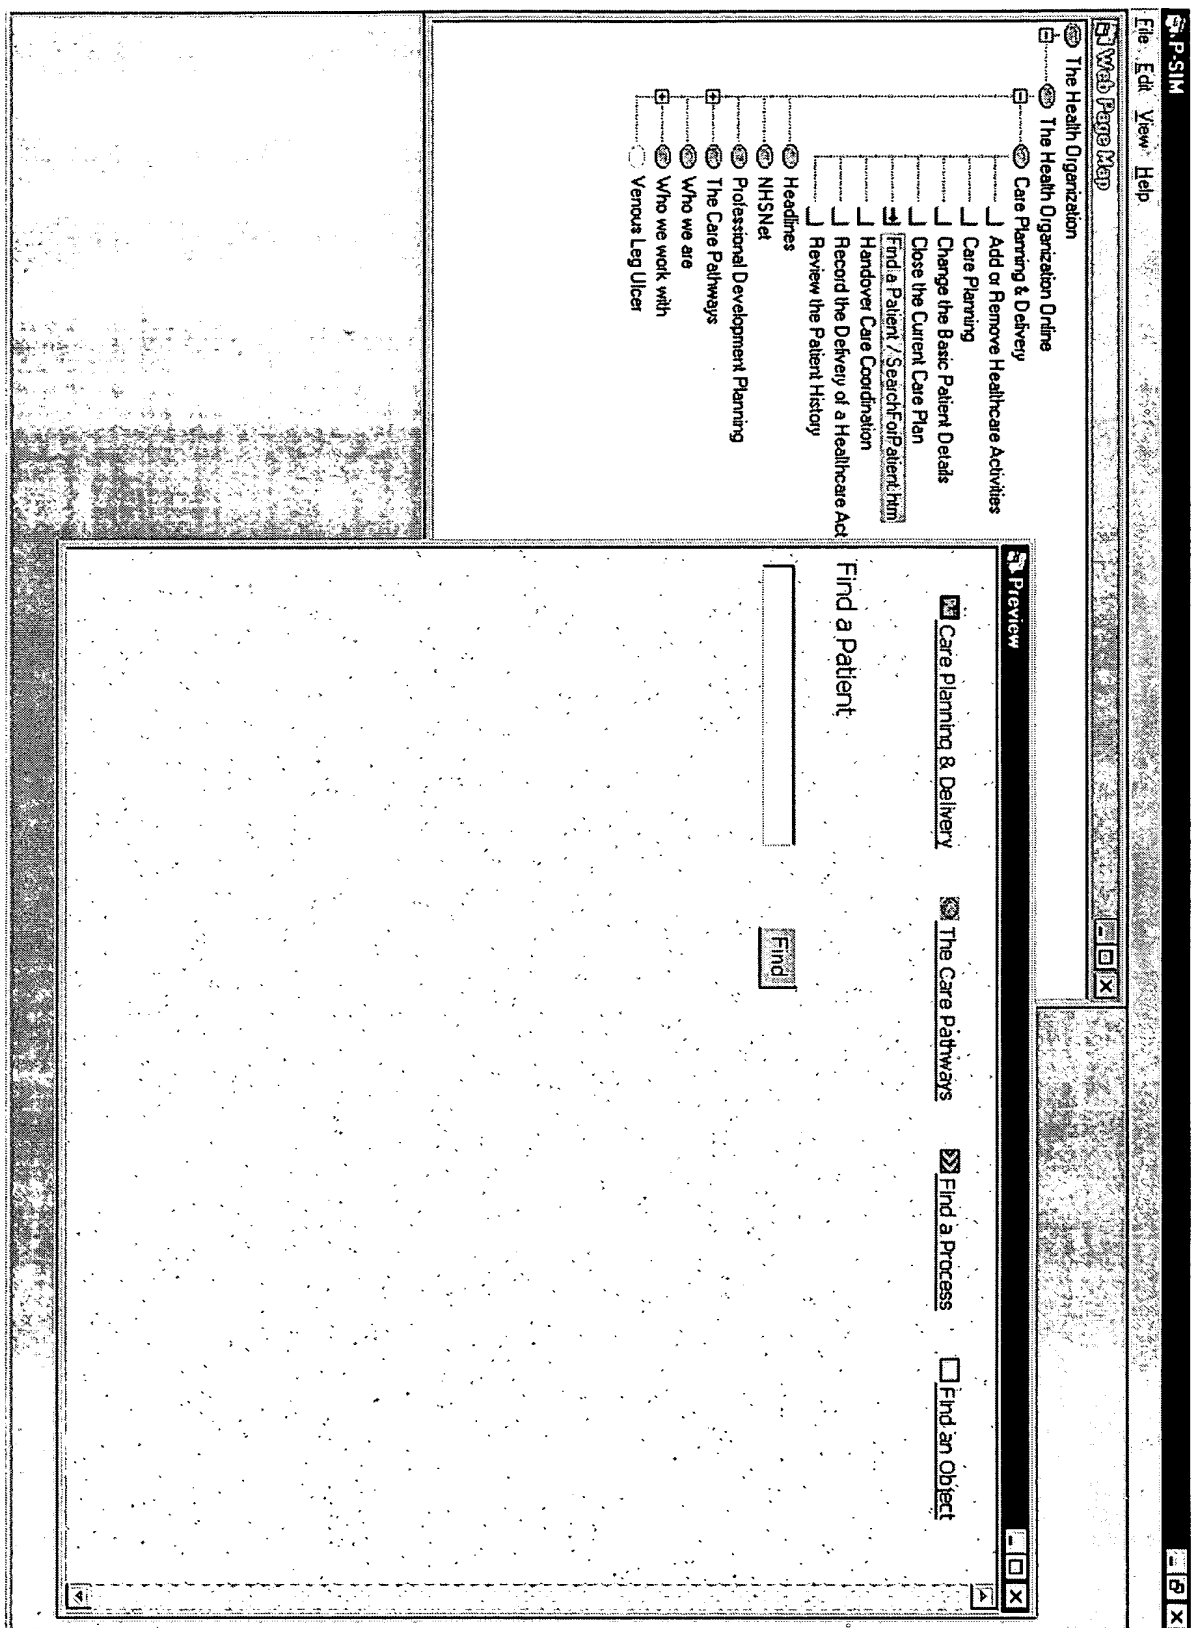 P-SIM
File Edit View Help
Web Page Map
The Health Organization
The Health Organization Online
Care Planning & Delivery
Add or Remove Healthcare Activities
Care Planning
Change the Basic Patient Details
Close the Current Care Plan
Find a Patient / SearchForPatient.htm
Handover Care Coordination
Record the Delivery of a Healthcare Act
Review the Patient History
Headlines
NHSNet
Professional Development Planning
The Care Pathways
Who we are
Who we work with
Venous Leg Ulcer
Preview
Care Planning & Delivery The Care Pathways Find a Process Find an Object
Find a Patient
Find